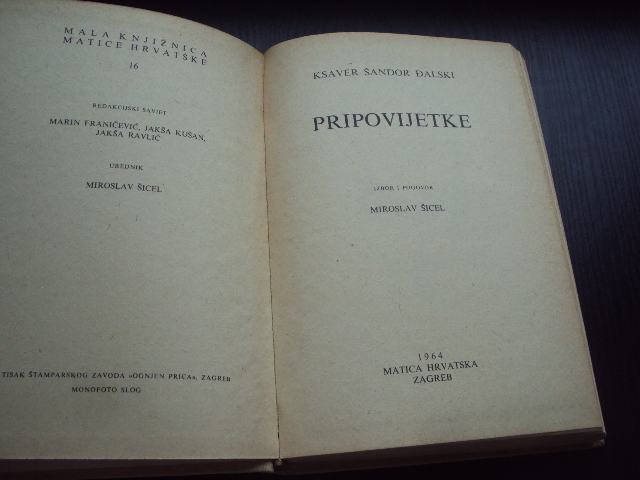 MALA KNJIŽNICA
MATICE HRVATSKE
16
REDAKCIJSKI SAVJET
MARIN FRANIČEVIĆ, JAKŠA KUŠAN,
JAKŠA RAVLIĆ
UREDNIK
MIROSLAV ŠICEL
TISAK ŠTAMPARSKOG ZAVODA »OGNJEN PRICA«, ZAGREB
MONOFOTO SLOG
KSAVER ŠANDOR ĐALSKI
PRIPOVIJETKE
IZBOR I POGOVOR
MIROSLAV ŠICEL
1964
MATICA HRVATSKA
ZAGREB